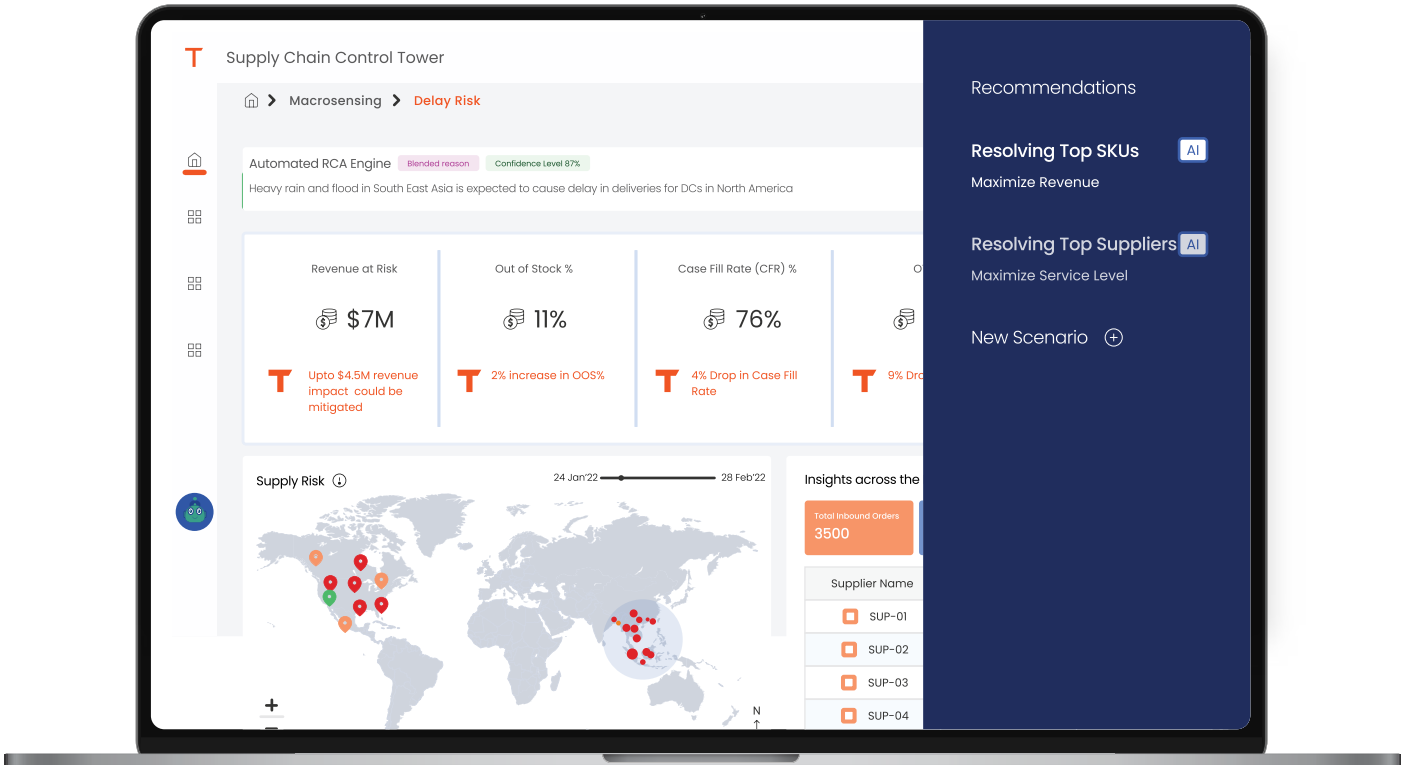 T
Supply Chain Control Tower
Macrosensing
Delay Risk
Automated RCA Engine
Blended reason
Confidence Level 87%
Heavy rain and flood in South East Asia is expected to cause delay in deliveries for DCs in North America
Revenue at Risk
$7M
T
Upto $4.5M revenue
impact could be
mitigated
Out of Stock %
11%
T
2% increase in OOS%
Case Fill Rate (CFR) %
76%
T
4% Drop in Case Fill
Rate
T
9%
Supply Risk
24 Jan'22
28 Feb'22
N
Insights across the
Total Inbound Orders
3500
Supplier Name
SUP-01
SUP-02
SUP-03
SUP-04
Recommendations
Resolving Top SKUs
AI
Maximize Revenue
Resolving Top Suppliers
AI
Maximize Service Level
New Scenario